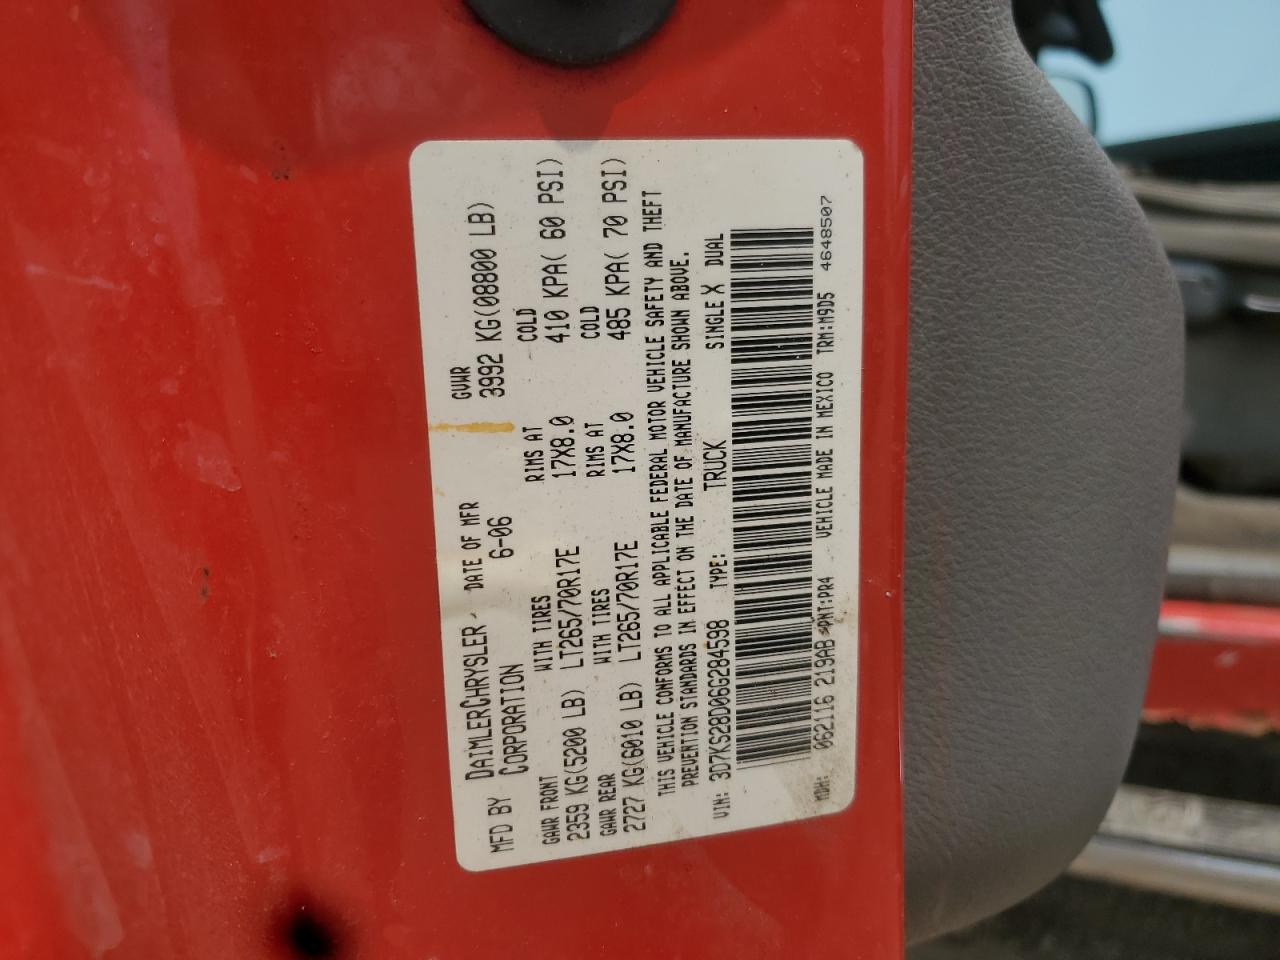 MFD BY DAIMLERCHRYSLER DATE OF MFR GVWR
CORPORATION 6-06 3992 KG(08800 LB)
GAWR FRONT WITH TIRES RIMS AT COLD
2359 KG(5200 LB) LT265/70R17E 17X8.0 410 KPA( 60 PSI)
GAWR REAR WITH TIRES RIMS AT COLD
2727 KG(6010 LB) LT265/70R17E 17X8.0 485 KPA( 70 PSI)
THIS VEHICLE CONFORMS TO ALL APPLICABLE FEDERAL MOTOR VEHICLE SAFETY AND THEFT
PREVENTION STANDARDS IN EFFECT ON THE DATE OF MANUFACTURE SHOWN ABOVE.
VIN: 3D7KS28D06G284598 TYPE: TRUCK SINGLE X DUAL
MDH: 062116 219AB PNT:PR4 VEHICLE MADE IN MEXICO TRM:M9D5 4648507